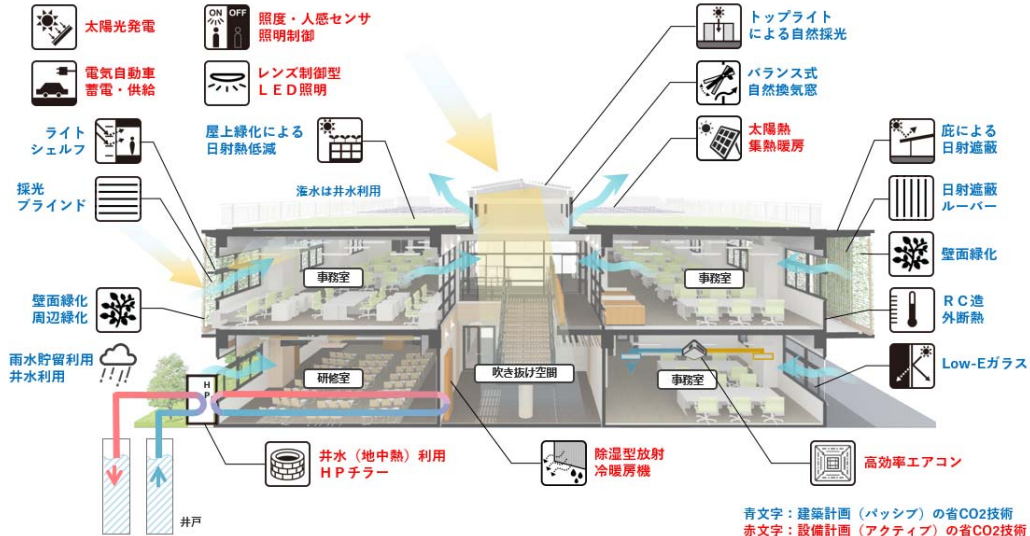 太陽光発電
ON OFF
照度・人感センサ
照明制御
電気自動車
蓄電・供給
レンズ制御型
LED照明
トップライト
による自然採光
バランス式
自然換気窓
太陽熱
集熱暖房
庇による
日射遮蔽
日射遮蔽
ルーバー
壁面緑化
RC造
外断熱
Low-Eガラス
ライト
シェルフ
屋上緑化による
日射熱低減
潅水は井水利用
採光
ブラインド
壁面緑化
周辺緑化
雨水貯留利用
井水利用
事務室
事務室
研修室
吹き抜け空間
事務室
HP
井戸
井水（地中熱）利用
HPチラー
除湿型放射
冷暖房機
高効率エアコン
青文字：建築計画（パッシブ）の省CO2技術
赤文字：設備計画（アクティブ）の省CO2技術